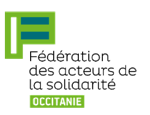 Fédération
des acteurs de
la solidarité
OCCITANIE